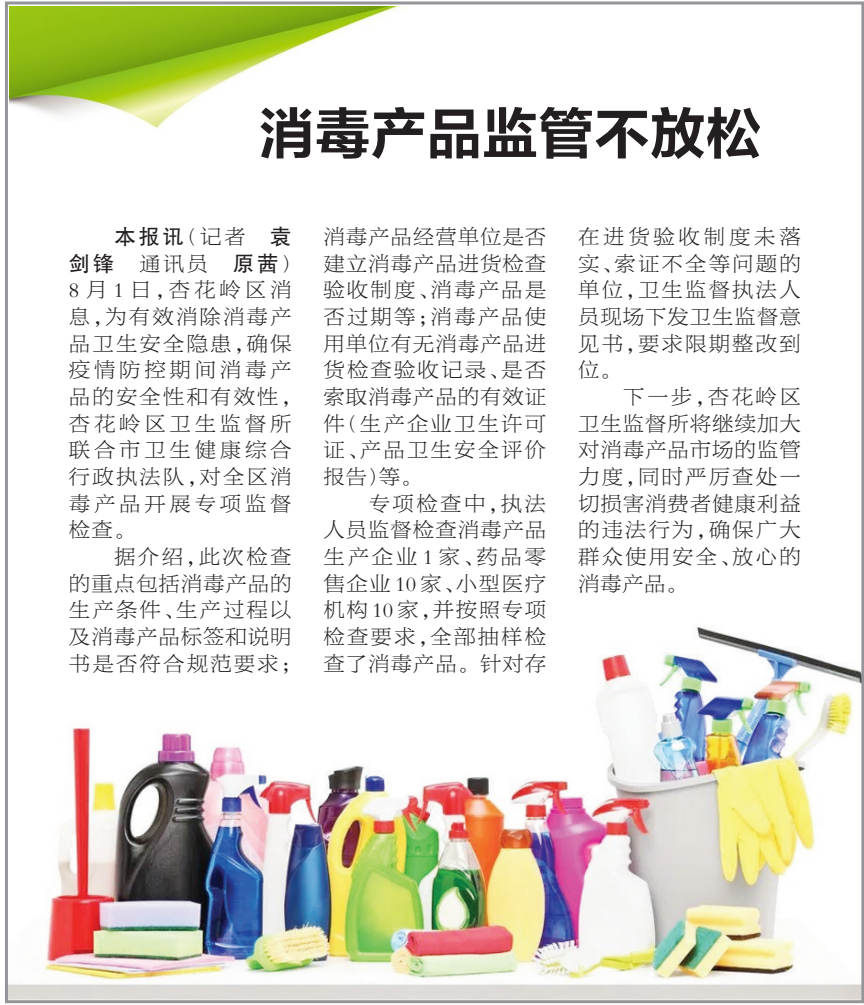 消毒产品监管不放松
本报讯(记者 袁
剑锋 通讯员 原茜)
8月1日,杏花岭区消
息,为有效消除消毒产
品卫生安全隐患,确保
疫情防控期间消毒产
品的安全性和有效性,
杏花岭区卫生监督所
联合市卫生健康综合
行政执法队,对全区消
毒产品开展专项监督
检查。
据介绍,此次检查
的重点包括消毒产品的
生产条件、生产过程以
及消毒产品标签和说明
书是否符合规范要求;
消毒产品经营单位是否
建立消毒产品进货检查
验收制度、消毒产品是
否过期等;消毒产品使
用单位有无消毒产品进
货检查验收记录、是否
索取消毒产品的有效证
件(生产企业卫生许可
证、产品卫生安全评价
报告)等。
专项检查中,执法
人员监督检查消毒产品
生产企业1家、药品零
售企业10家、小型医疗
机构10家,并按照专项
检查要求,全部抽样检
查了消毒产品。针对存
在进货验收制度未落
实、索证不全等问题的
单位,卫生监督执法人
员现场下发卫生监督意
见书,要求限期整改到
位。
下一步,杏花岭区
卫生监督所将继续加大
对消毒产品市场的监管
力度,同时严厉查处一
切损害消费者健康利益
的违法行为,确保广大
群众使用安全、放心的
消毒产品。